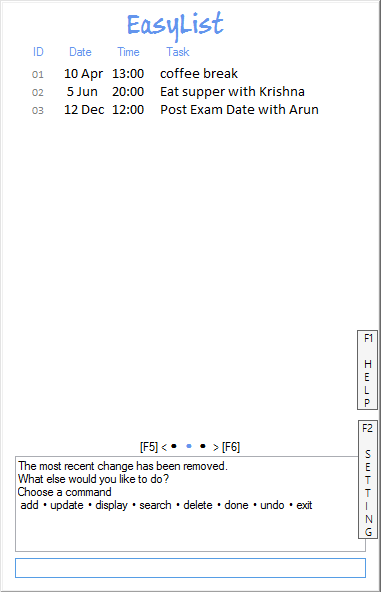 EasyList
ID Date Time Task
01 10 Apr 13:00 coffee break
02 5 Jun 20:00 Eat supper with Krishna
03 12 Dec 12:00 Post Exam Date with Arun
F1
H
E
L
P
F2
S
E
T
T
I
N
G
[F5] < • • • > [F6]
The most recent change has been removed.
What else would you like to do?
Choose a command
add • update • display • search • delete • done • undo • exit